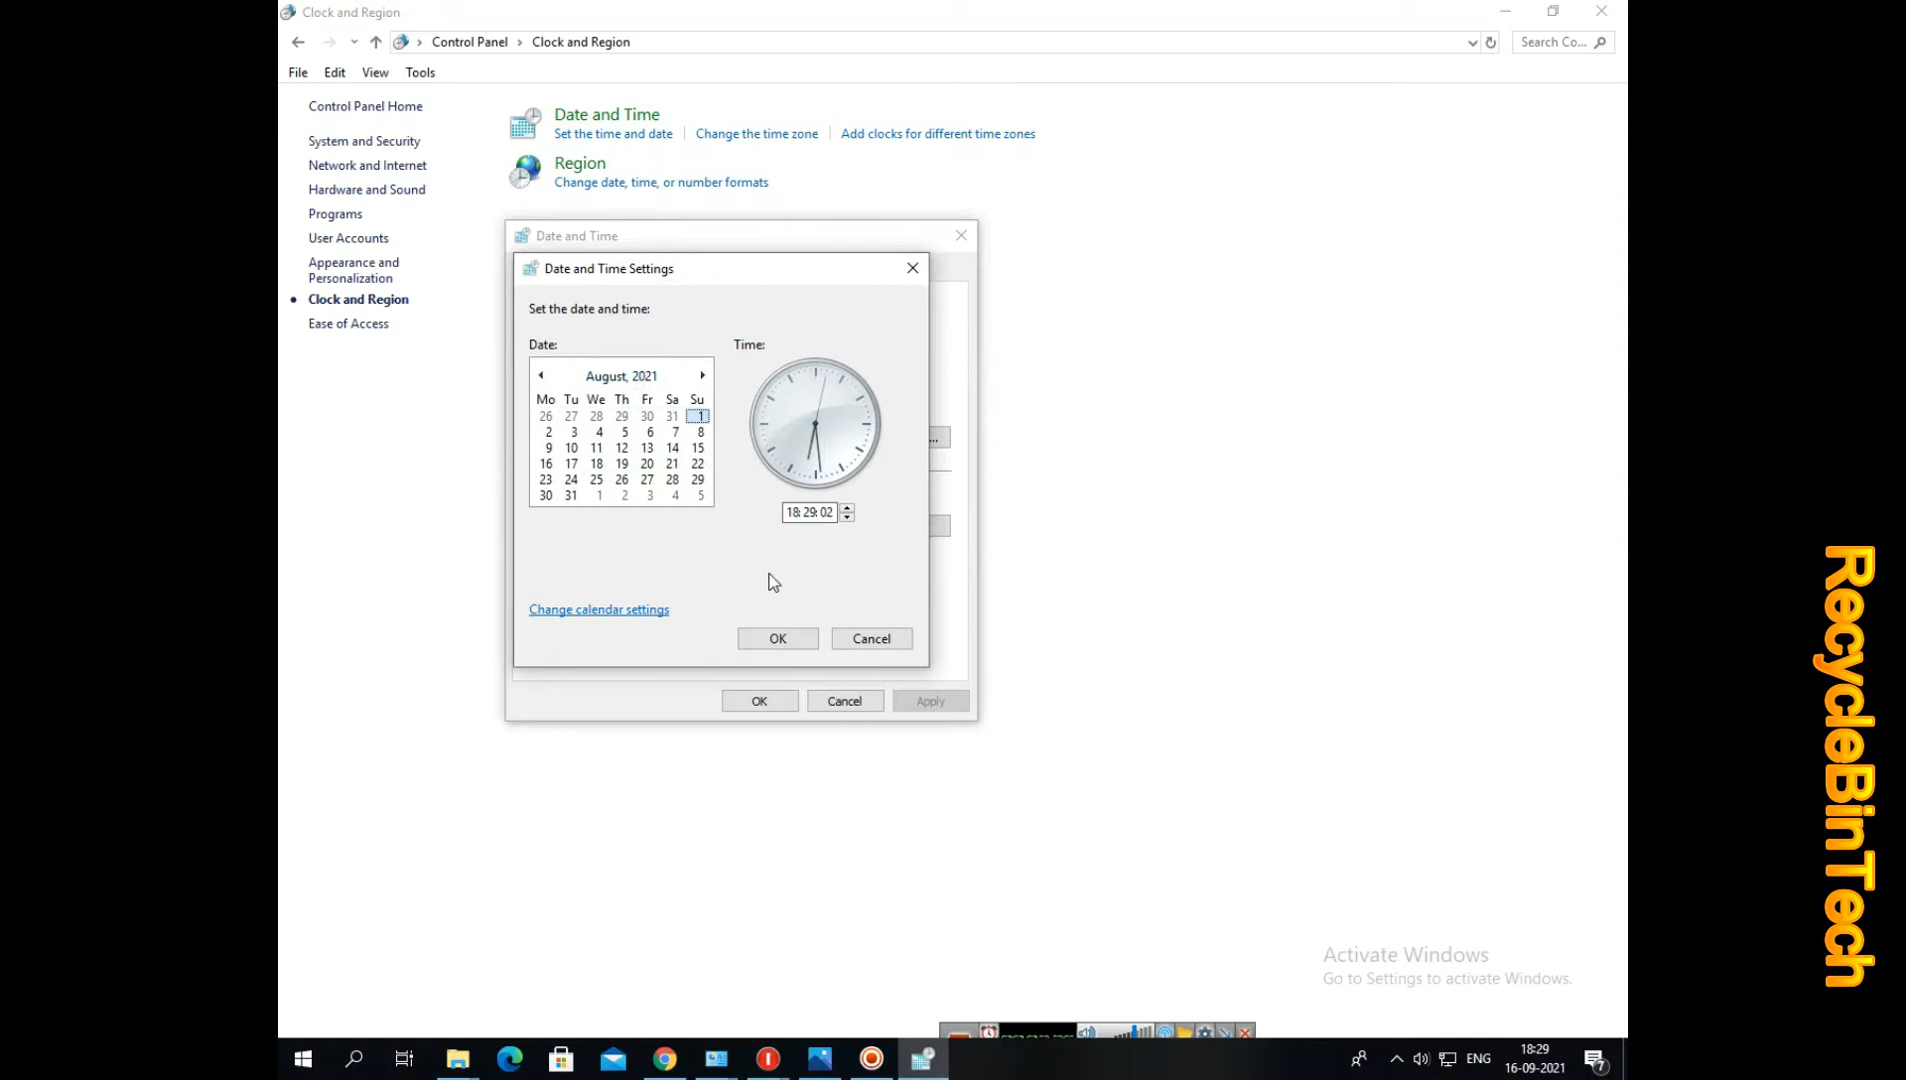 Clock and Region
Control Panel > Clock and Region
Search Co...
File Edit View Tools
Control Panel Home
System and Security
Network and Internet
Hardware and Sound
Programs
User Accounts
Appearance and
Personalization
Clock and Region
Ease of Access
Date and Time
Set the time and date
Change the time zone
Add clocks for different time zones
Region
Change date, time, or number formats
Date and Time
Date and Time Settings
Set the date and time:
Date:
Time:
August, 2021
Mo Tu We Th Fr Sa Su
26 27 28 29 30 31 1
2 3 4 5 6 7 8
9 10 11 12 13 14 15
16 17 18 19 20 21 22
23 24 25 26 27 28 29
30 31 1 2 3 4 5
18:29:02
...
Change calendar settings
OK Cancel
OK Cancel Apply
Activate Windows
Go to Settings to activate Windows.
RecycleBinTech
ENG
18:29
16-09-2021
7